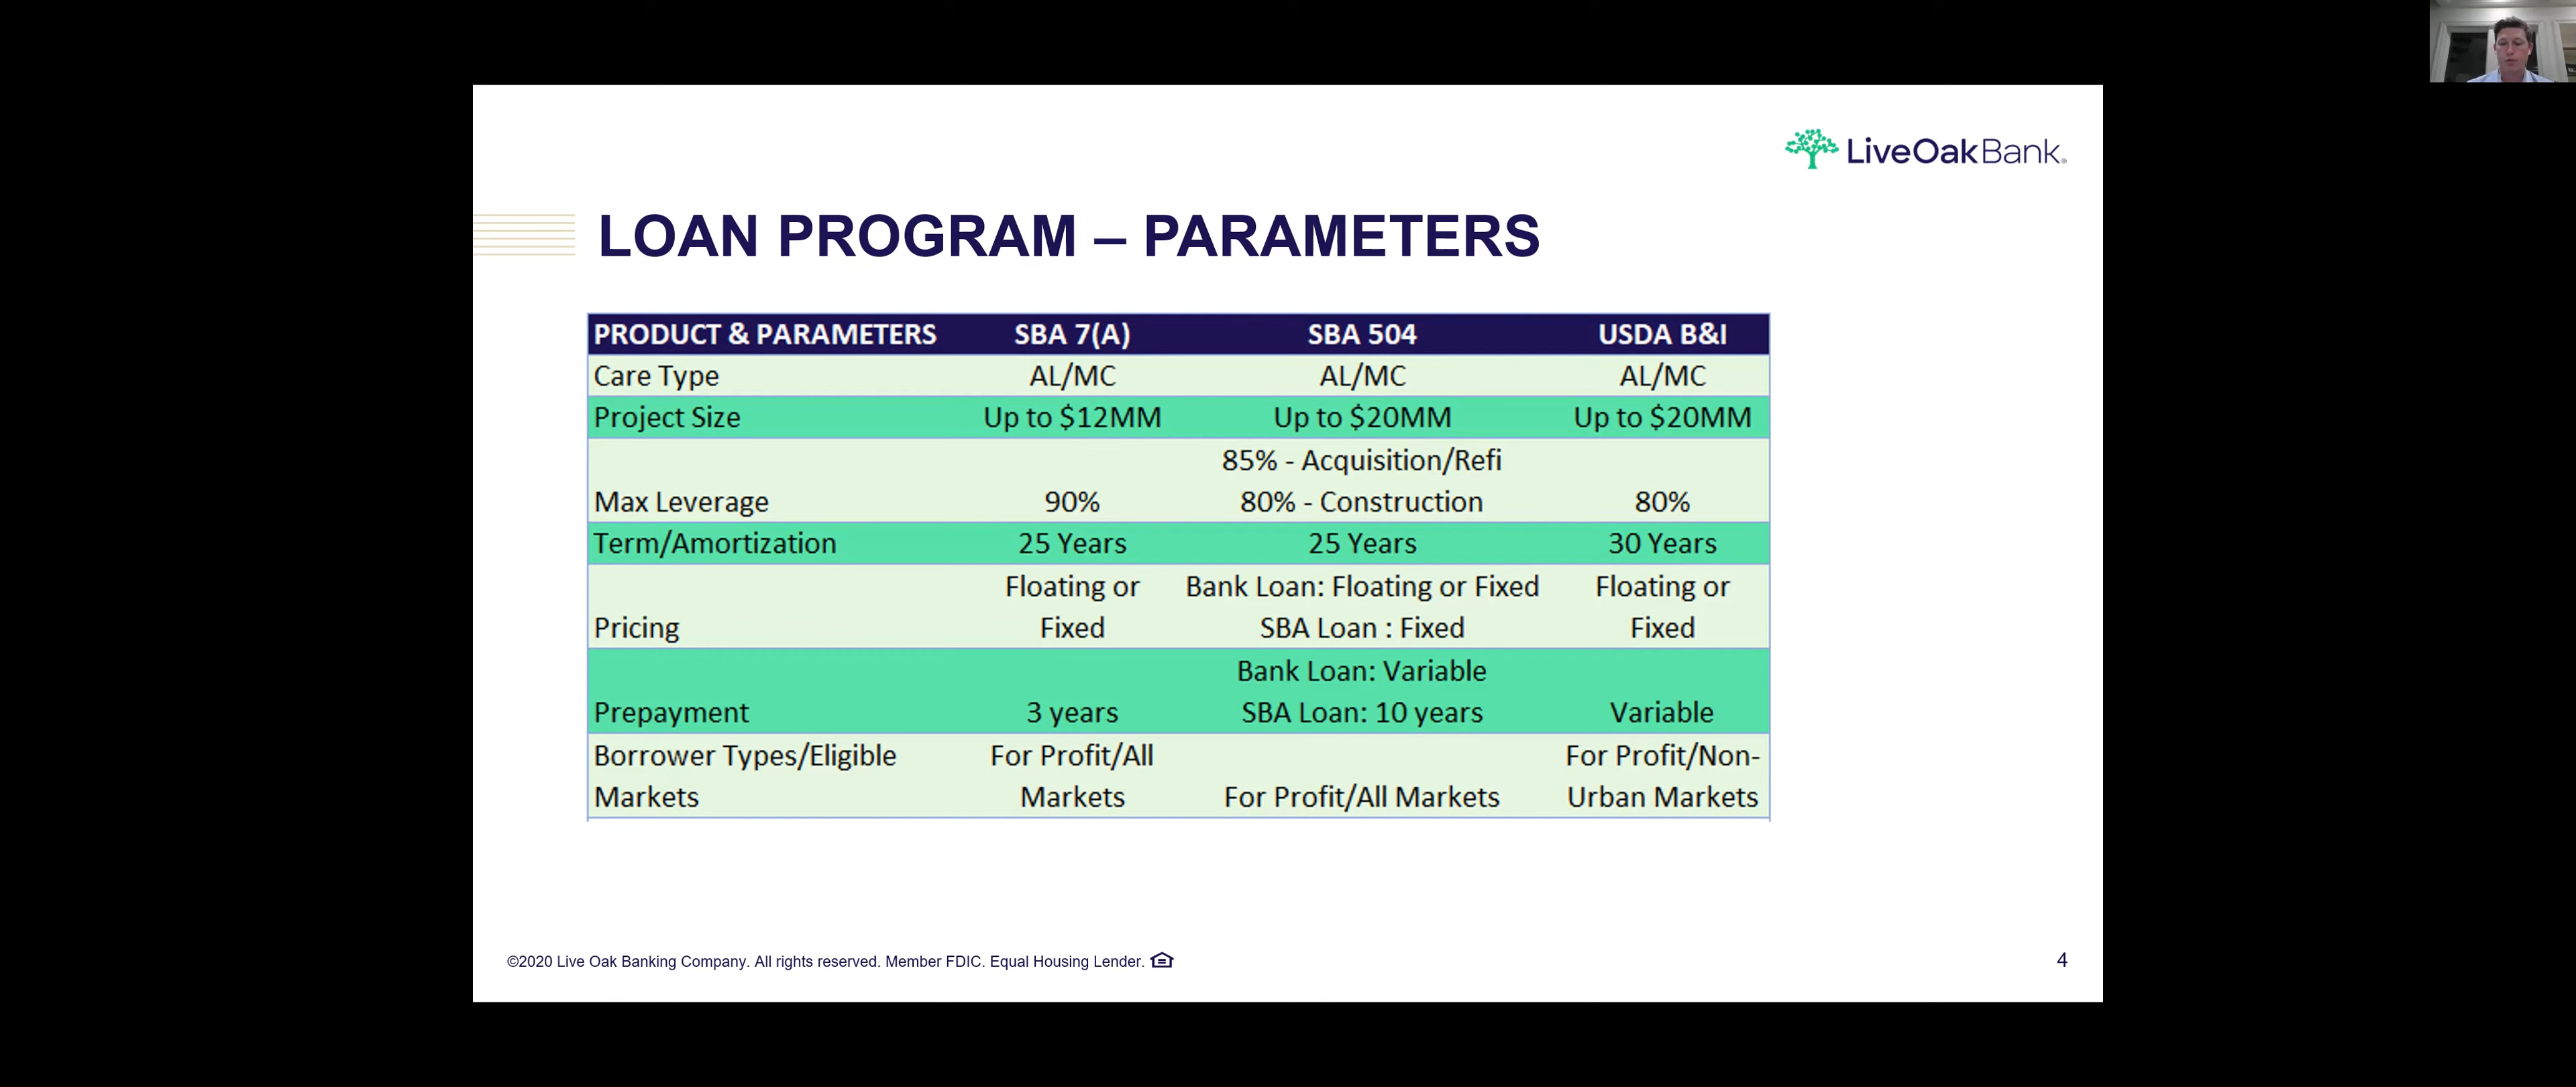 LiveOakBank®
LOAN PROGRAM – PARAMETERS
PRODUCT & PARAMETERS SBA 7(A) SBA 504 USDA B&I
Care Type AL/MC AL/MC AL/MC
Project Size Up to $12MM Up to $20MM Up to $20MM
85% - Acquisition/Refi
Max Leverage 90% 80% - Construction 80%
Term/Amortization 25 Years 25 Years 30 Years
Floating or Bank Loan: Floating or Fixed Floating or
Pricing Fixed SBA Loan : Fixed Fixed
Bank Loan: Variable
Prepayment 3 years SBA Loan: 10 years Variable
Borrower Types/Eligible For Profit/All For Profit/Non-
Markets Markets For Profit/All Markets Urban Markets
©2020 Live Oak Banking Company. All rights reserved. Member FDIC. Equal Housing Lender.
4